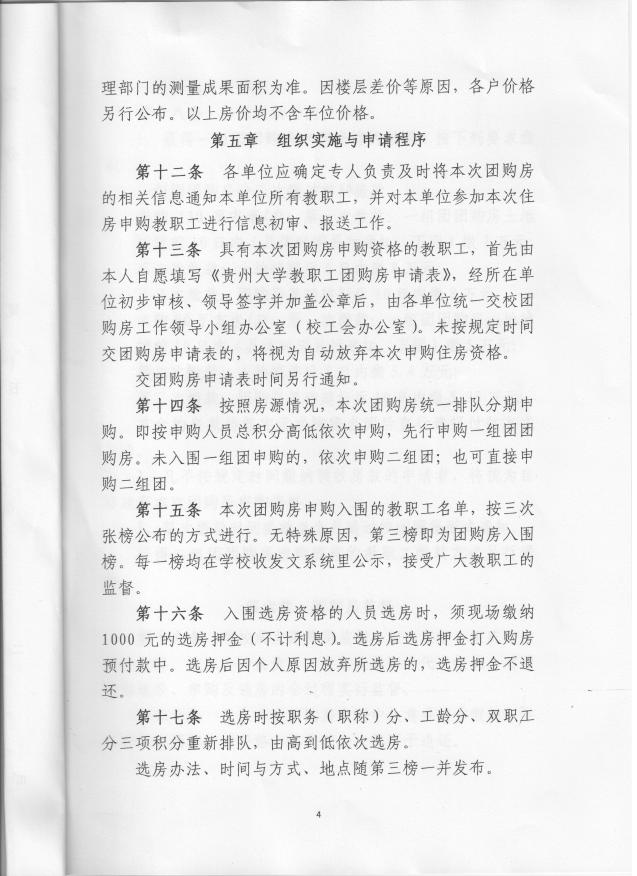 理部门的测量成果面积为准。因楼层差价等原因，各户价格
另行公布。以上房价均不含车位价格。
第五章 组织实施与申请程序
第十二条 各单位应确定专人负责及时将本次团购房
的相关信息通知本单位所有教职工，并对本单位参加本次住
房申购教职工进行信息初审、报送工作。
第十三条 具有本次团购房申购资格的教职工，首先由
本人自愿填写《贵州大学教职工团购房申请表》，经所在单
位初步审核、领导签字并加盖公章后，由各单位统一交校团
购房工作领导小组办公室（校工会办公室）。未按规定时间
交团购房申请表的，将视为自动放弃本次申购住房资格。
交团购房申请表时间另行通知。
第十四条 按照房源情况，本次团购房统一排队分期申
购。即按申购人员总积分高低依次申购，先行申购一组团团
购房。未入围一组团申购的，依次申购二组团；也可直接申
购二组团。
第十五条 本次团购房申购入围的教职工名单，按三次
张榜公布的方式进行。无特殊原因，第三榜即为团购房入围
榜。每一榜均在学校收发文系统里公示，接受广大教职工的
监督。
第十六条 入围选房资格的人员选房时，须现场缴纳
1000 元的选房押金（不计利息）。选房后选房押金打入购房
预付款中。选房后因个人原因放弃所选房的，选房押金不退
还。
第十七条 选房时按职务（职称）分、工龄分、双职工
分三项积分重新排队，由高到低依次选房。
选房办法、时间与方式、地点随第三榜一并发布。
4